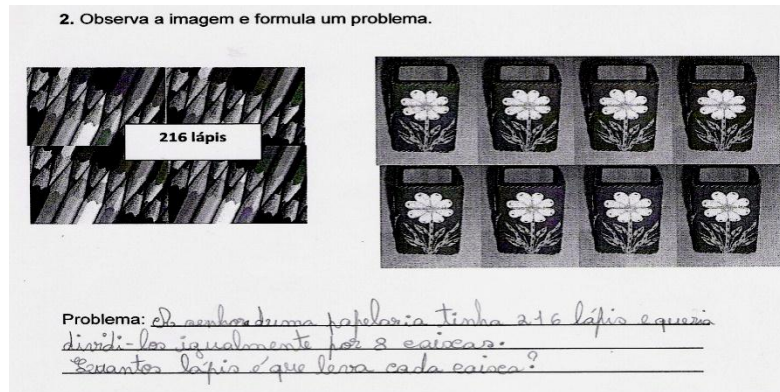 2. Observa a imagem e formula um problema.
216 lápis
Problema: A senhora duma papelaria tinha 216 lápis e queria
dividi-los igualmente por 8 caixas.
Quantos lápis é que leva cada caixa?